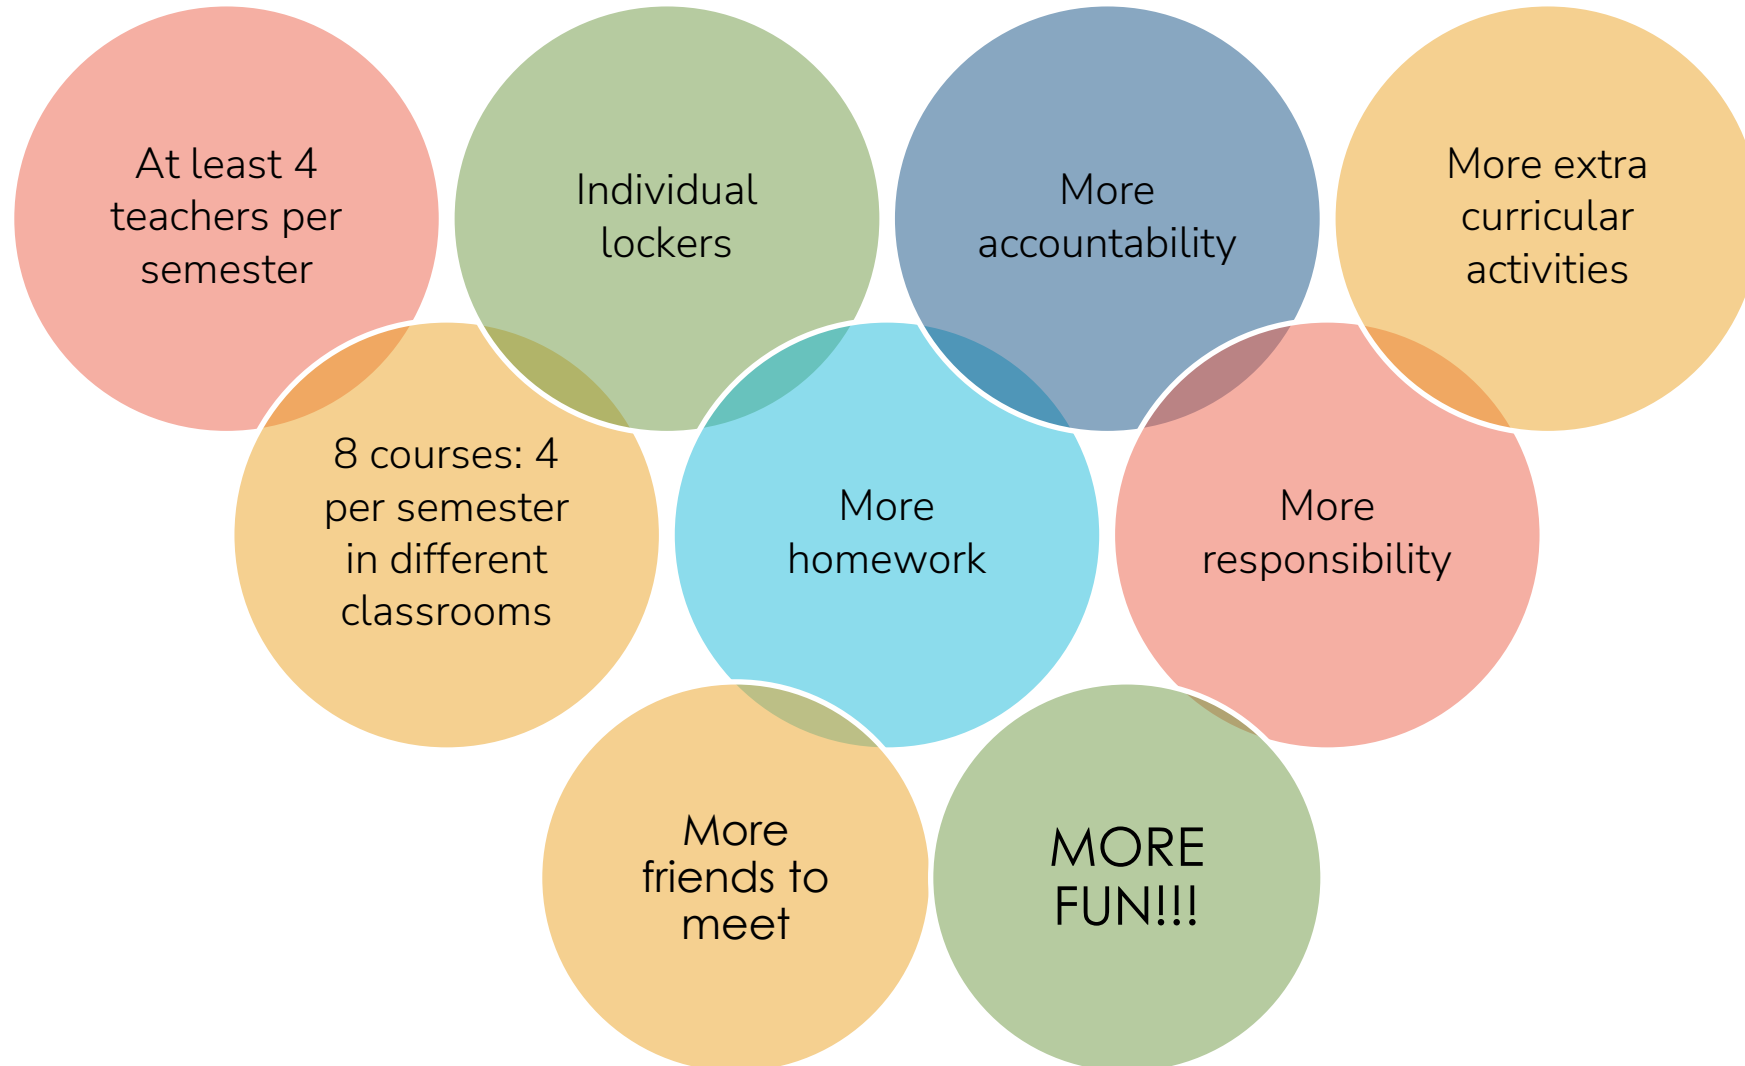 At least 4
teachers per
semester
Individual
lockers
More
accountability
More extra
curricular
activities
8 courses: 4
per semester
in different
classrooms
More
homework
More
responsibility
More
friends to
meet
MORE
FUN!!!